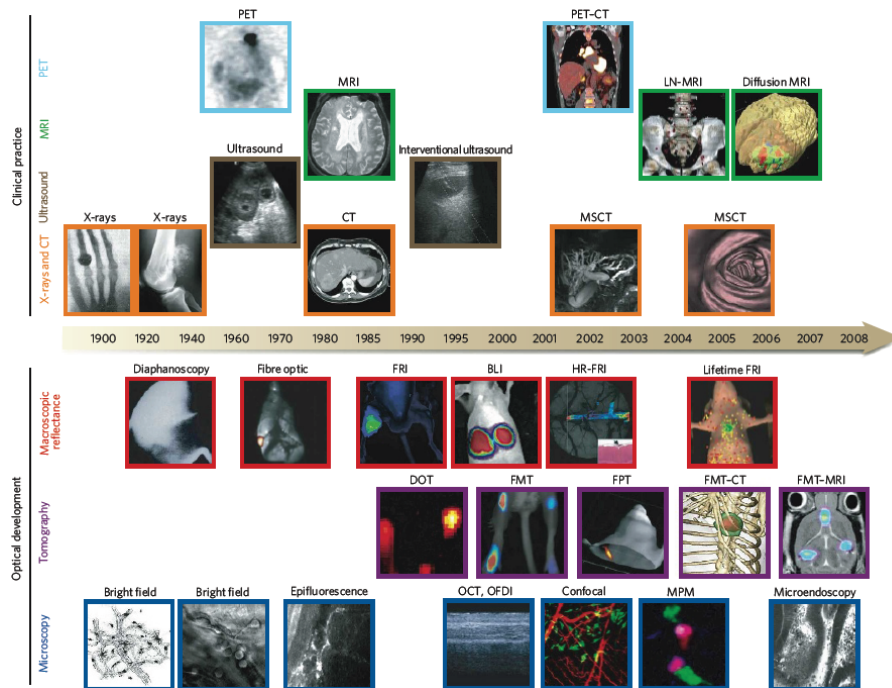 PET
PET–CT
MRI
LN-MRI
Diffusion MRI
Ultrasound
Interventional ultrasound
X-rays
X-rays
CT
MSCT
MSCT
Clinical practice
PET
MRI
Ultrasound
X-rays and CT
1900 1920 1940 1960 1970 1980 1985 1990 1995 2000 2001 2002 2003 2004 2005 2006 2007 2008
Diaphanoscopy
Fibre optic
FRI
BLI
HR-FRI
Lifetime FRI
DOT
FMT
FPT
FMT–CT
FMT–MRI
Bright field
Bright field
Epifluorescence
OCT, OFDI
Confocal
MPM
Microendoscopy
Optical development
Macroscopic
reflectance
Tomography
Microscopy